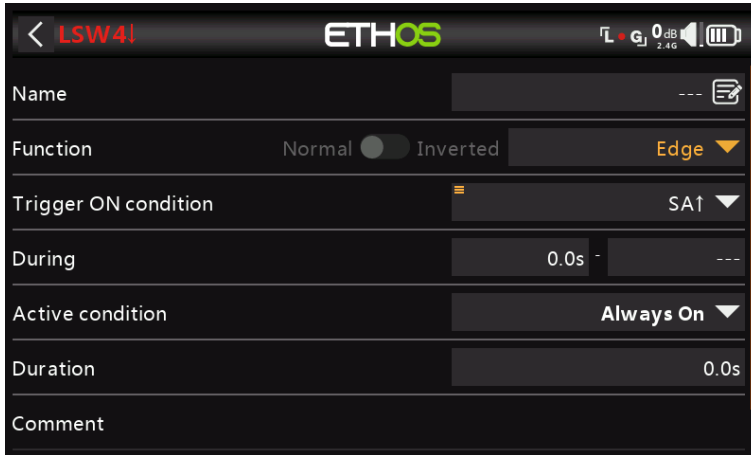 LSW4↓ ETHOS L G 0dB 2.4G
Name ---
Function Normal Inverted Edge
Trigger ON condition SA↑
During 0.0s - ---
Active condition Always On
Duration 0.0s
Comment